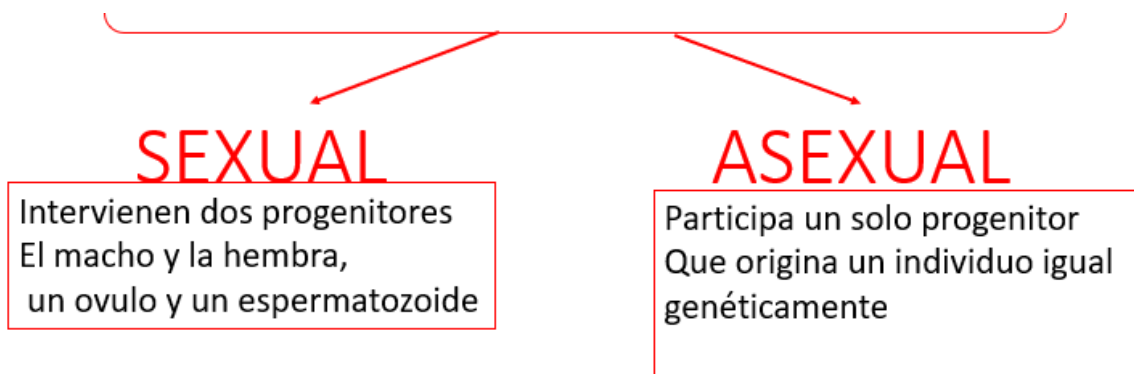 SEXUAL
Intervienen dos progenitores
El macho y la hembra,
un ovulo y un espermatozoide
ASEXUAL
Participa un solo progenitor
Que origina un individuo igual
genéticamente